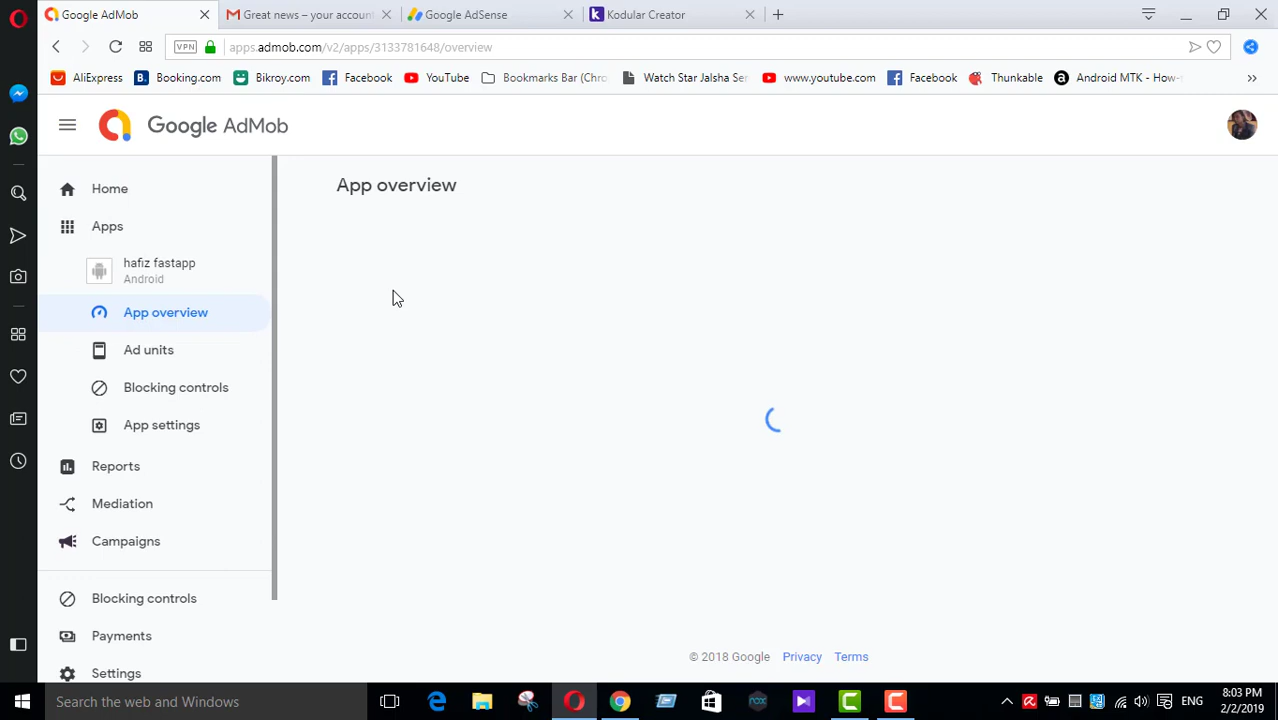 Google AdMob
Great news – your account
Google AdSense
Kodular Creator
VPN
apps.admob.com/v2/apps/3133781648/overview
AliExpress
Booking.com
Bikroy.com
Facebook
YouTube
Bookmarks Bar (Chro
Watch Star Jalsha Ser
www.youtube.com
Facebook
Thunkable
Android MTK - How-
Google AdMob
App overview
Home
Apps
hafiz fastapp
Android
App overview
Ad units
Blocking controls
App settings
Reports
Mediation
Campaigns
Blocking controls
Payments
Settings
© 2018 Google Privacy Terms
Search the web and Windows
ENG
8:03 PM
2/2/2019